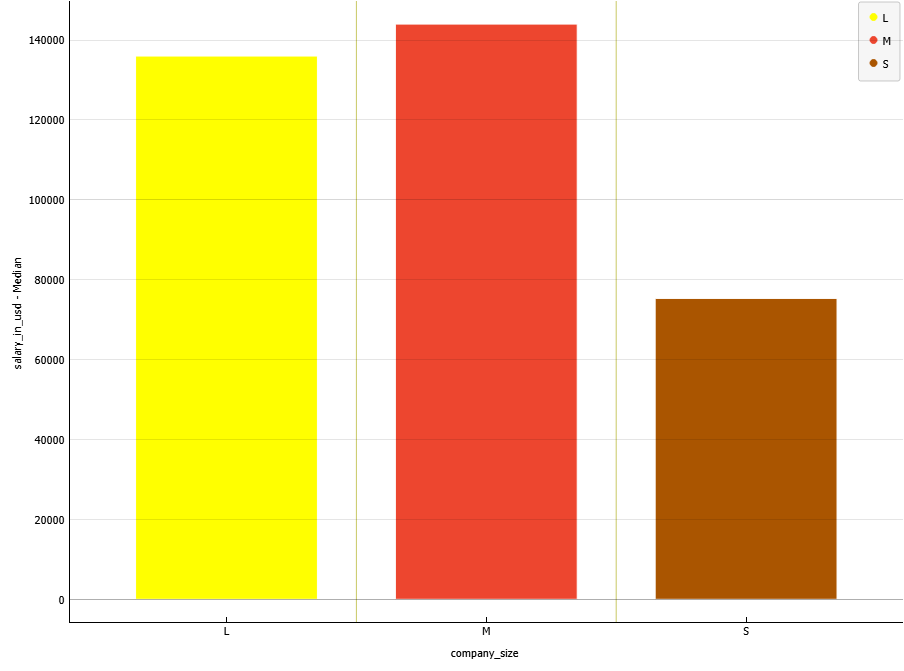 140000
120000
100000
80000
60000
40000
20000
0
salary_in_usd - Median
L
M
S
company_size
L
M
S